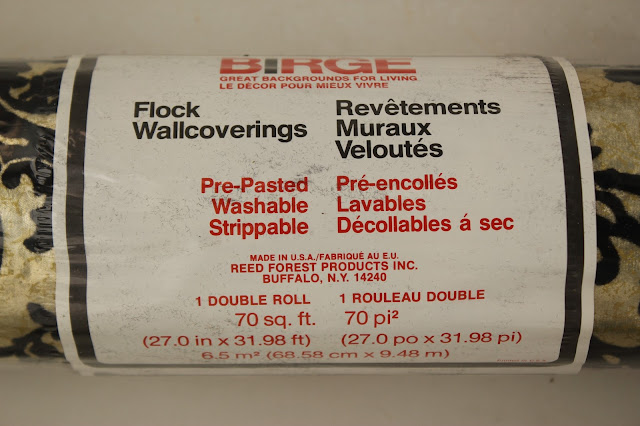 BIRGE
GREAT BACKGROUNDS FOR LIVING
LE DÉCOR POUR MIEUX VIVRE
Flock
Wallcoverings
Revêtements
Muraux
Veloutés
Pre-Pasted
Washable
Strippable
Pré-encollés
Lavables
Décollables á sec
MADE IN U.S.A./FABRIQUÉ AU E.U.
REED FOREST PRODUCTS INC.
BUFFALO, N.Y. 14240
1 DOUBLE ROLL
70 sq. ft.
(27.0 in x 31.98 ft)
1 ROULEAU DOUBLE
70 pi²
(27.0 po x 31.98 pi)
6.5 m² (68.58 cm x 9.48 m)